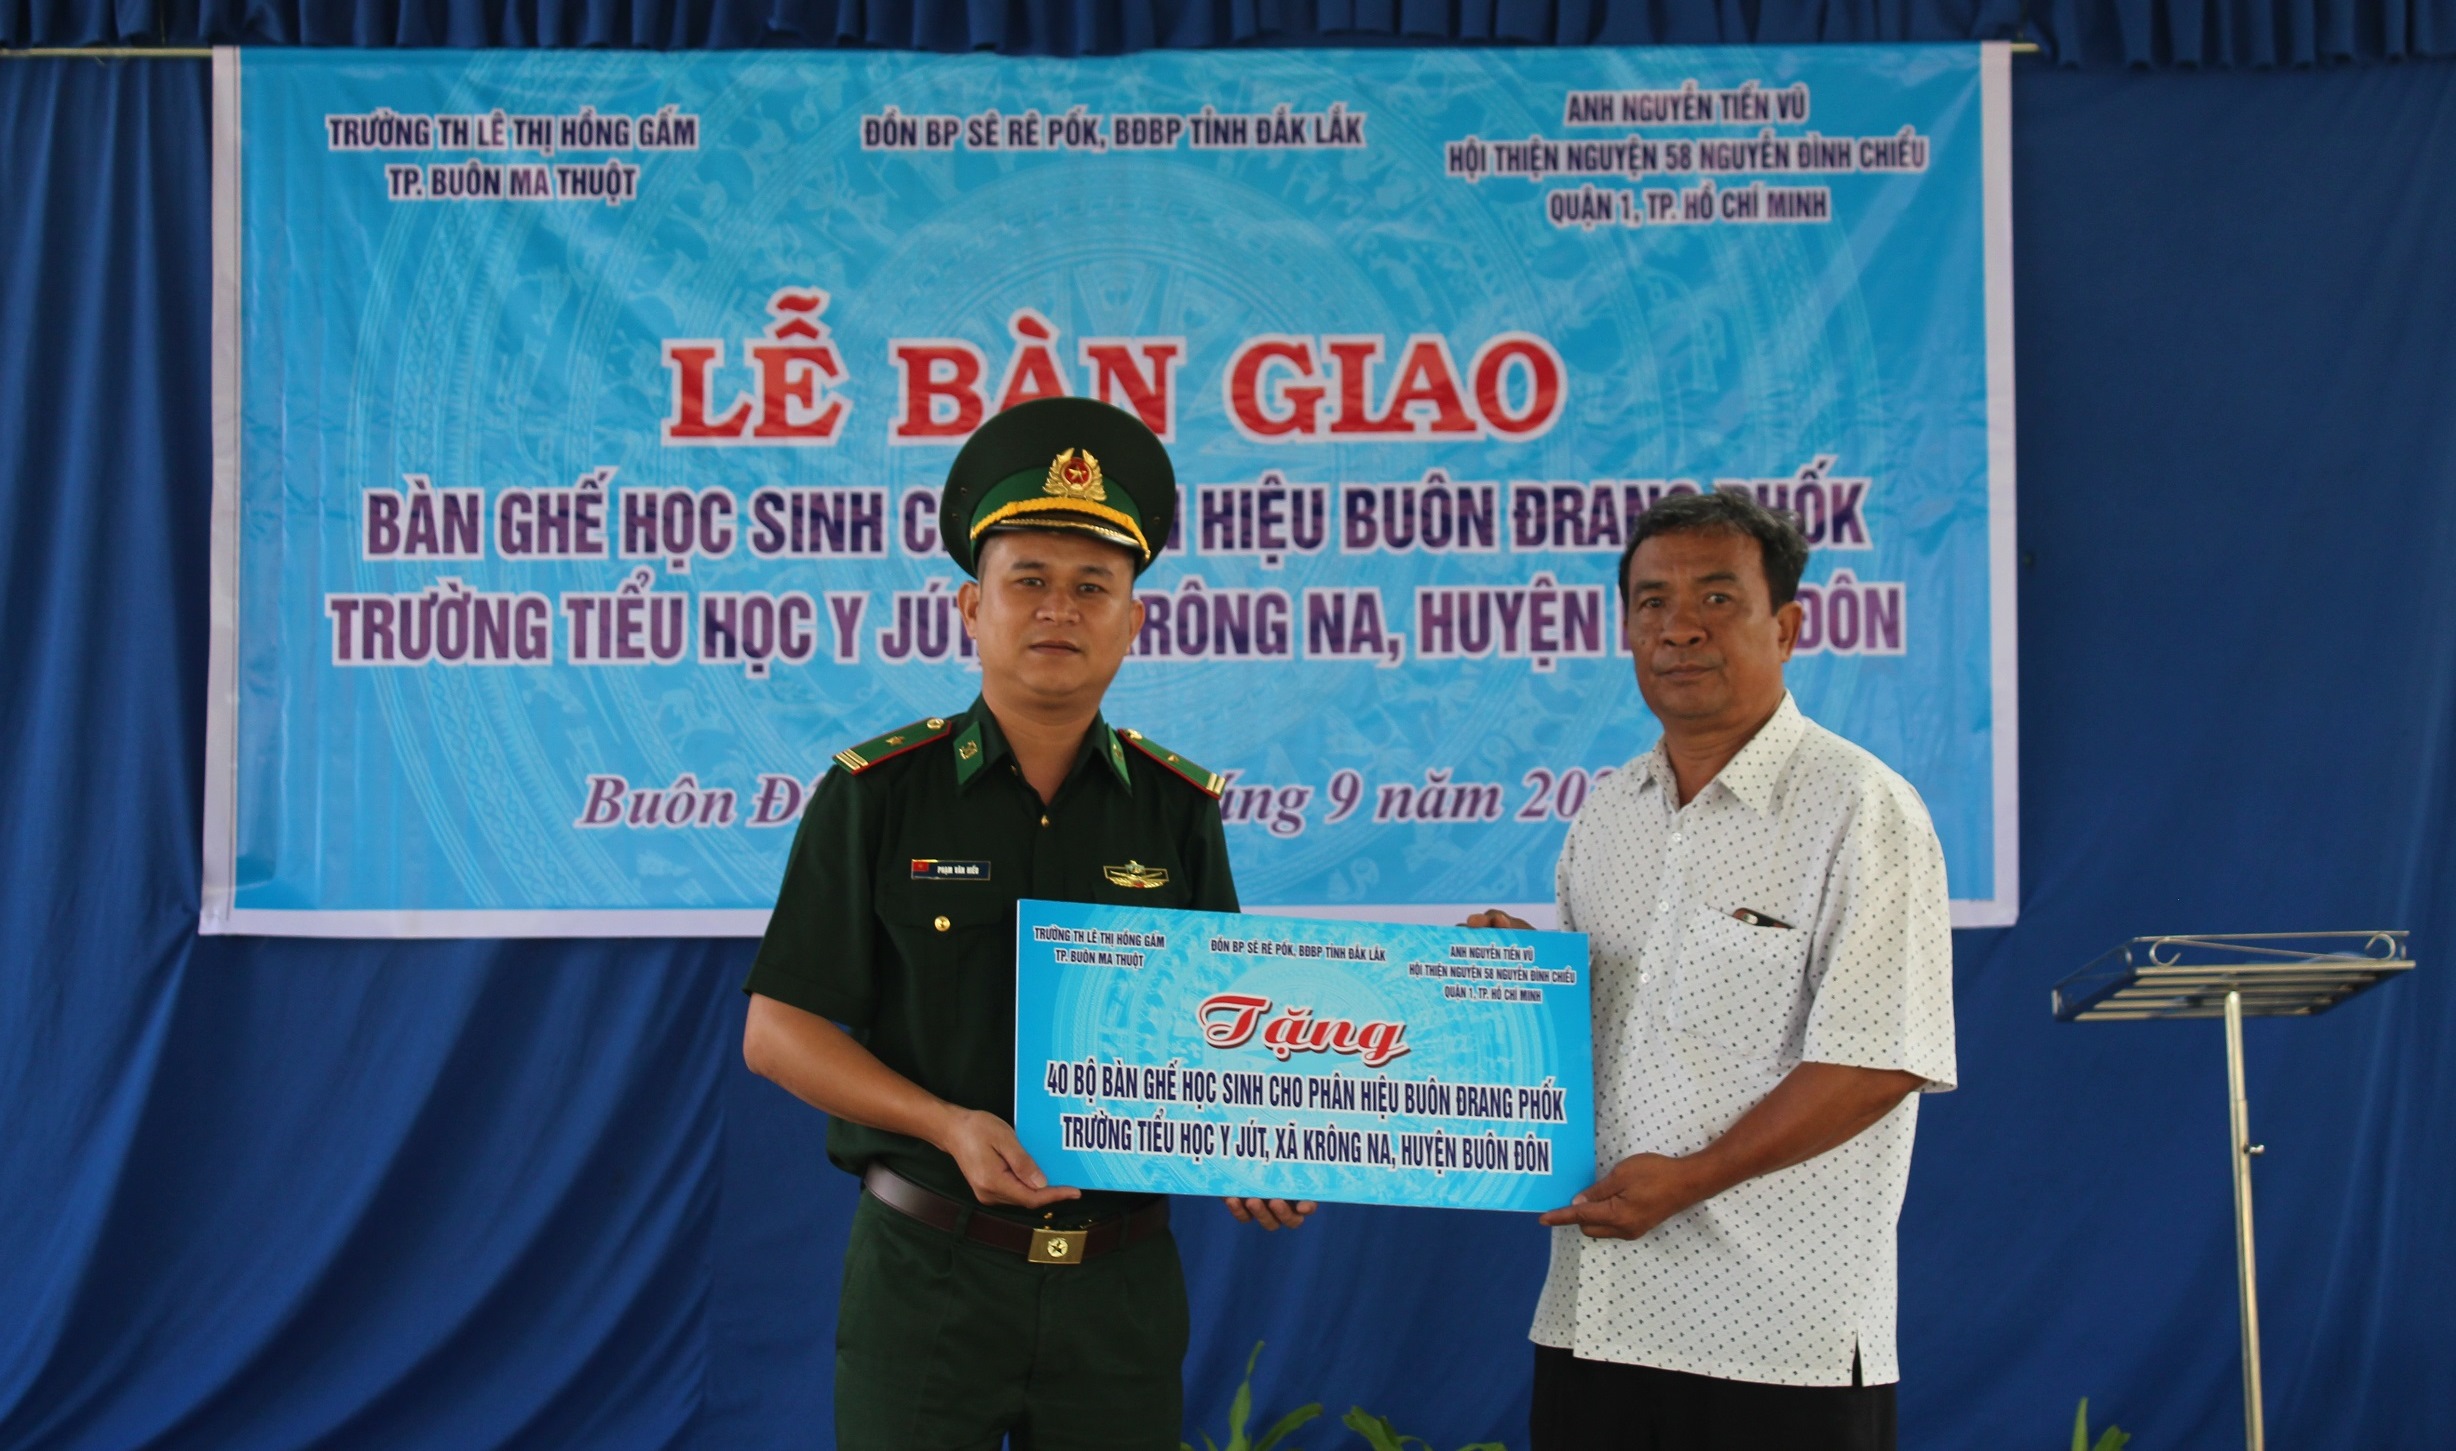 TRƯỜNG TH LÊ THỊ HỒNG GẤM
TP. BUÔN MA THUỘT
ĐỒN BP SÊ RÊ PỐK, BĐBP TỈNH ĐẮK LẮK
ANH NGUYỄN TIẾN VŨ
HỘI THIỆN NGUYỆN 58 NGUYỄN ĐÌNH CHIỂU
QUẬN 1, TP. HỒ CHÍ MINH
LỄ BÀN GIAO
BÀN GHẾ HỌC SINH HIỆU BUÔN ĐRANG PHỐK
TRƯỜNG TIỂU HỌC Y JÚT, KRÔNG NA, HUYỆN ĐÔN
Buôn 9 năm
PHẠM VĂN HIẾU
TRƯỜNG TH LÊ THỊ HỒNG GẤM
TP. BUÔN MA THUỘT
ĐỒN BP SÊ RÊ PỐK, BĐBP TỈNH ĐẮK LẮK
ANH NGUYỄN TIẾN VŨ
HỘI THIỆN NGUYỆN 58 NGUYỄN ĐÌNH CHIỂU
QUẬN 1, TP. HỒ CHÍ MINH
Tặng
40 BỘ BÀN GHẾ HỌC SINH CHO PHÂN HIỆU BUÔN ĐRANG PHỐK
TRƯỜNG TIỂU HỌC Y JÚT, XÃ KRÔNG NA, HUYỆN BUÔN ĐÔN